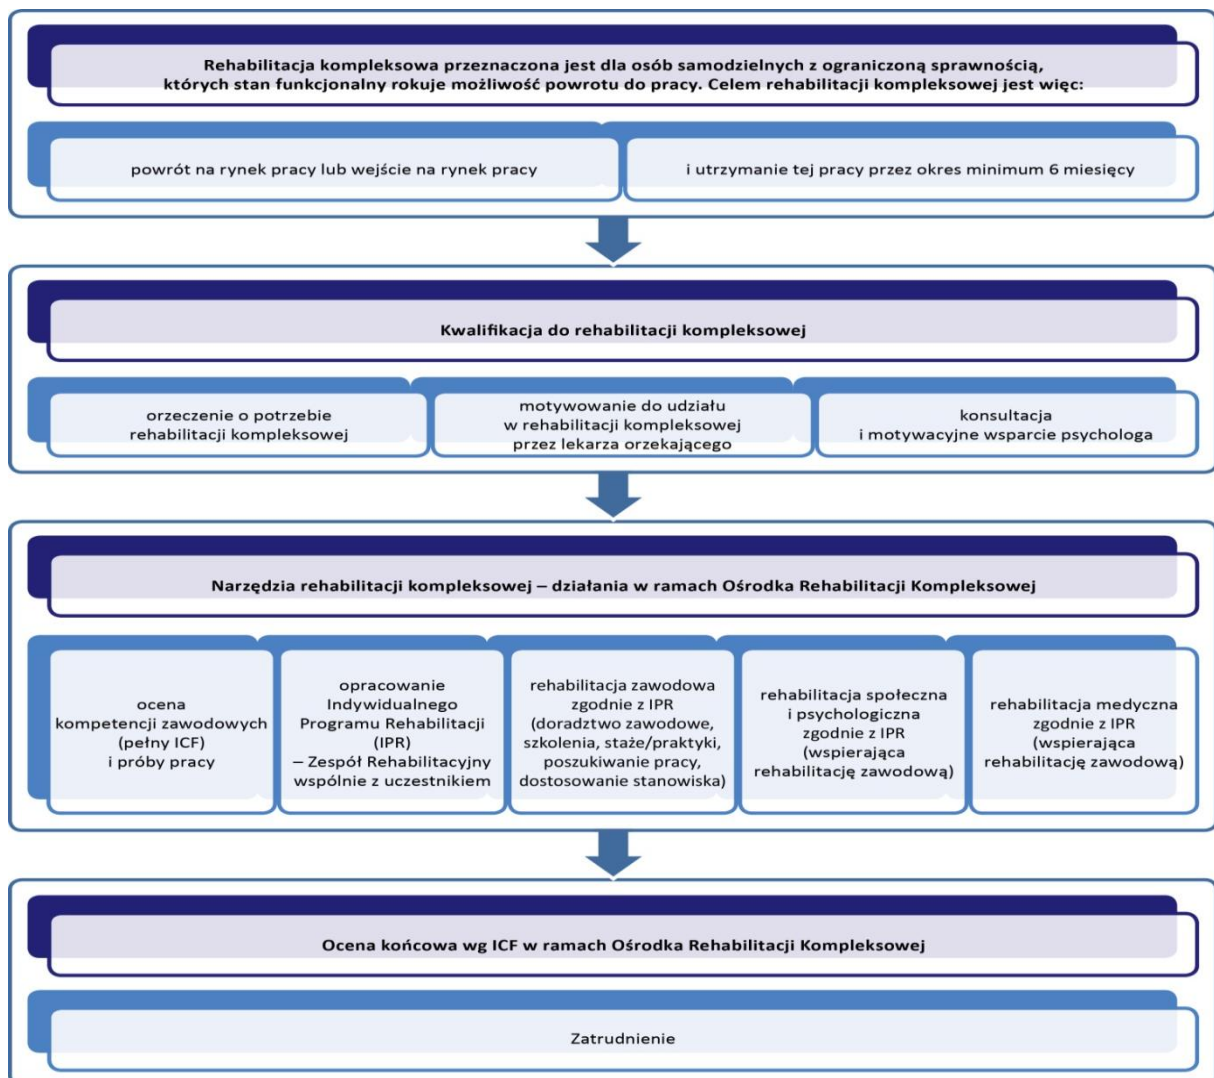 Rehabilitacja kompleksowa przeznaczona jest dla osób samodzielnych z ograniczoną sprawnością,
których stan funkcjonalny rokuje możliwość powrotu do pracy. Celem rehabilitacji kompleksowej jest więc:
powrót na rynek pracy lub wejście na rynek pracy
i utrzymanie tej pracy przez okres minimum 6 miesięcy
Kwalifikacja do rehabilitacji kompleksowej
orzeczenie o potrzebie
rehabilitacji kompleksowej
motywowanie do udziału
w rehabilitacji kompleksowej
przez lekarza orzekającego
konsultacja
i motywacyjne wsparcie psychologa
Narzędzia rehabilitacji kompleksowej – działania w ramach Ośrodka Rehabilitacji Kompleksowej
ocena
kompetencji zawodowych
(pełny ICF)
i próby pracy
opracowanie
Indywidualnego
Programu Rehabilitacji
(IPR)
– Zespół Rehabilitacyjny
wspólnie z uczestnikiem
rehabilitacja zawodowa
zgodnie z IPR
(doradztwo zawodowe,
szkolenia, staże/praktyki,
poszukiwanie pracy,
dostosowanie stanowiska)
rehabilitacja społeczna
i psychologiczna
zgodnie z IPR
(wspierająca
rehabilitację zawodową)
rehabilitacja medyczna
zgodnie z IPR
(wspierająca
rehabilitację zawodową)
Ocena końcowa wg ICF w ramach Ośrodka Rehabilitacji Kompleksowej
Zatrudnienie